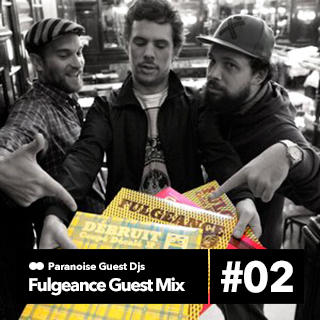 DEBRUIT
FULGEANCE
Paranoise Guest Djs
Fulgeance Guest Mix
#02